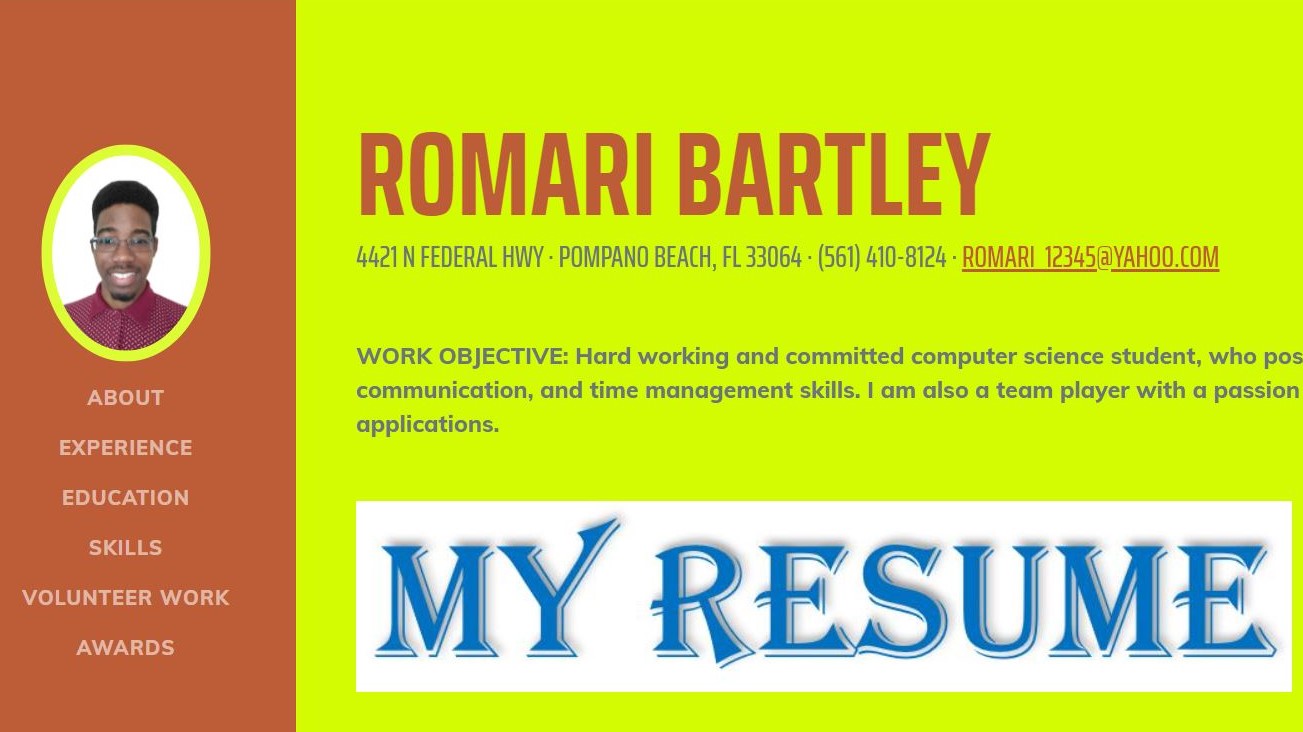 ABOUT
EXPERIENCE
EDUCATION
SKILLS
VOLUNTEER WORK
AWARDS
ROMARI BARTLEY
4421 N FEDERAL HWY · POMPANO BEACH, FL 33064 · (561) 410-8124 · ROMARI_12345@YAHOO.COM
WORK OBJECTIVE: Hard working and committed computer science student, who pos
communication, and time management skills. I am also a team player with a passion
applications.
MY RESUME